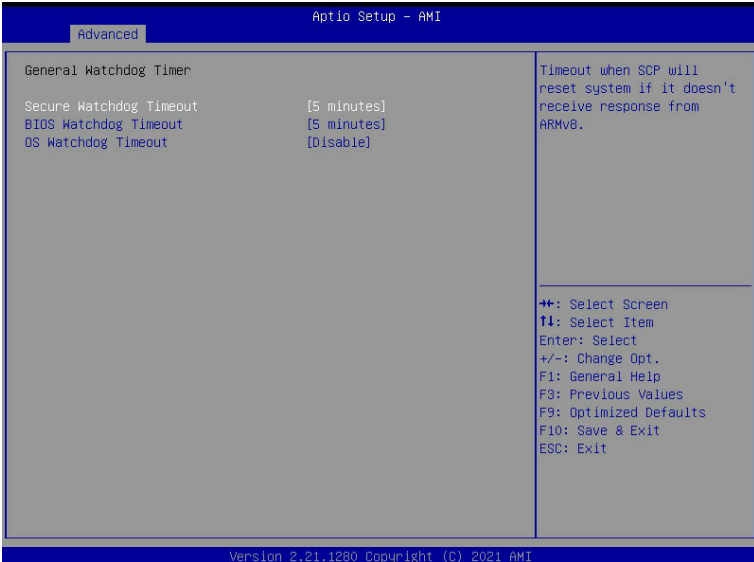 Aptio Setup – AMI
Advanced
General Watchdog Timer
Secure Watchdog Timeout [5 minutes]
BIOS Watchdog Timeout [5 minutes]
OS Watchdog Timeout [Disable]
Timeout when SCP will
reset system if it doesn't
receive response from
ARMv8.
→←: Select Screen
↑↓: Select Item
Enter: Select
+/-: Change Opt.
F1: General Help
F3: Previous Values
F9: Optimized Defaults
F10: Save & Exit
ESC: Exit
Version 2.21.1280 Copyright (C) 2021 AMI